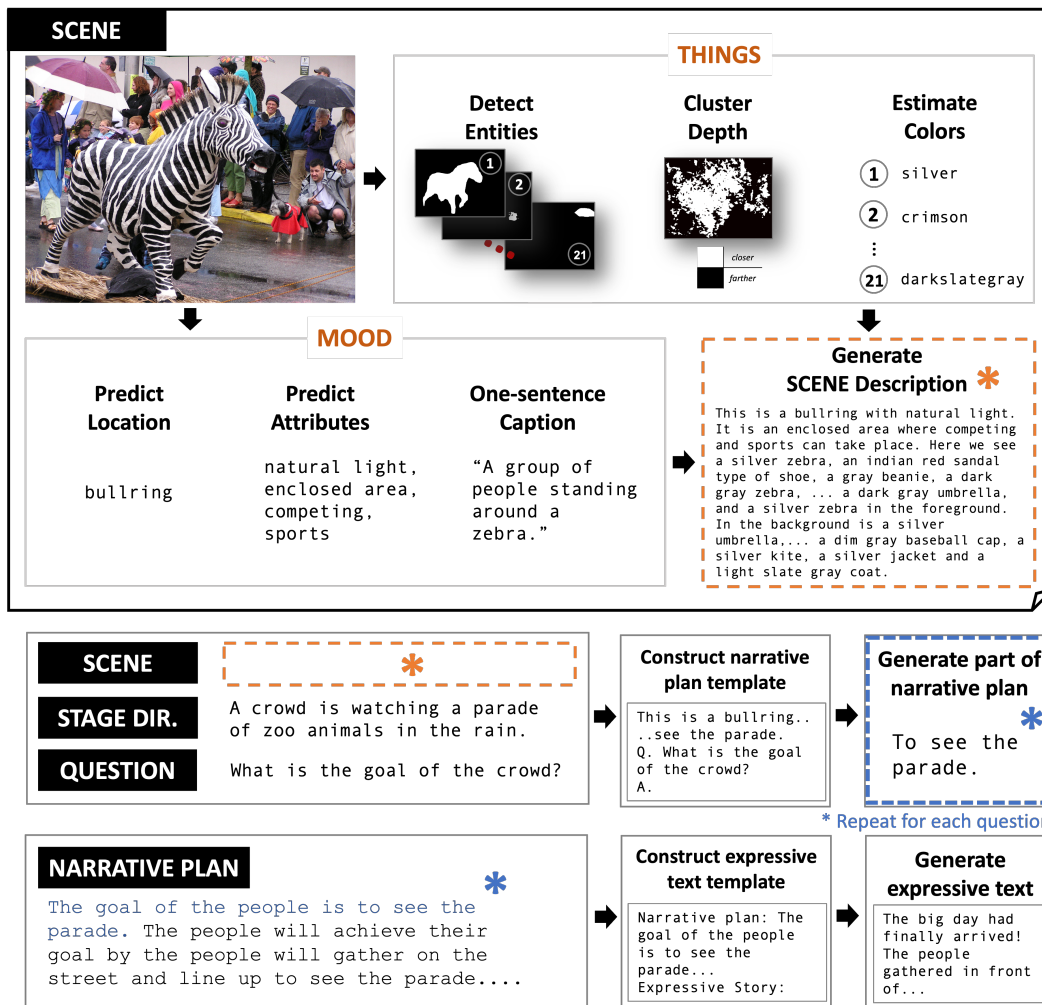 SCENE
THINGS
Detect
Entities
1
2
21
Cluster
Depth
closer
farther
Estimate
Colors
1 silver
2 crimson
⋮
21 darkslategray
MOOD
Predict
Location
bullring
Predict
Attributes
natural light,
enclosed area,
competing,
sports
One-sentence
Caption
“A group of
people standing
around a
zebra.”
Generate
SCENE Description *
This is a bullring with natural light.
It is an enclosed area where competing
and sports can take place. Here we see
a silver zebra, an indian red sandal
type of shoe, a gray beanie, a dark
gray zebra, ... a dark gray umbrella,
and a silver zebra in the foreground.
In the background is a silver
umbrella,... a dim gray baseball cap, a
silver kite, a silver jacket and a
light slate gray coat.
SCENE
*
STAGE DIR.
A crowd is watching a parade
of zoo animals in the rain.
QUESTION
What is the goal of the crowd?
Construct narrative
plan template
This is a bullring..
..see the parade.
Q. What is the goal
of the crowd?
A.
Generate part of
narrative plan
*
To see the
parade.
* Repeat for each question
NARRATIVE PLAN
*
The goal of the people is to see the
parade. The people will achieve their
goal by the people will gather on the
street and line up to see the parade....
Construct expressive
text template
Narrative plan: The
goal of the people
is to see the
parade...
Expressive Story:
Generate
expressive text
The big day had
finally arrived!
The people
gathered in front
of...